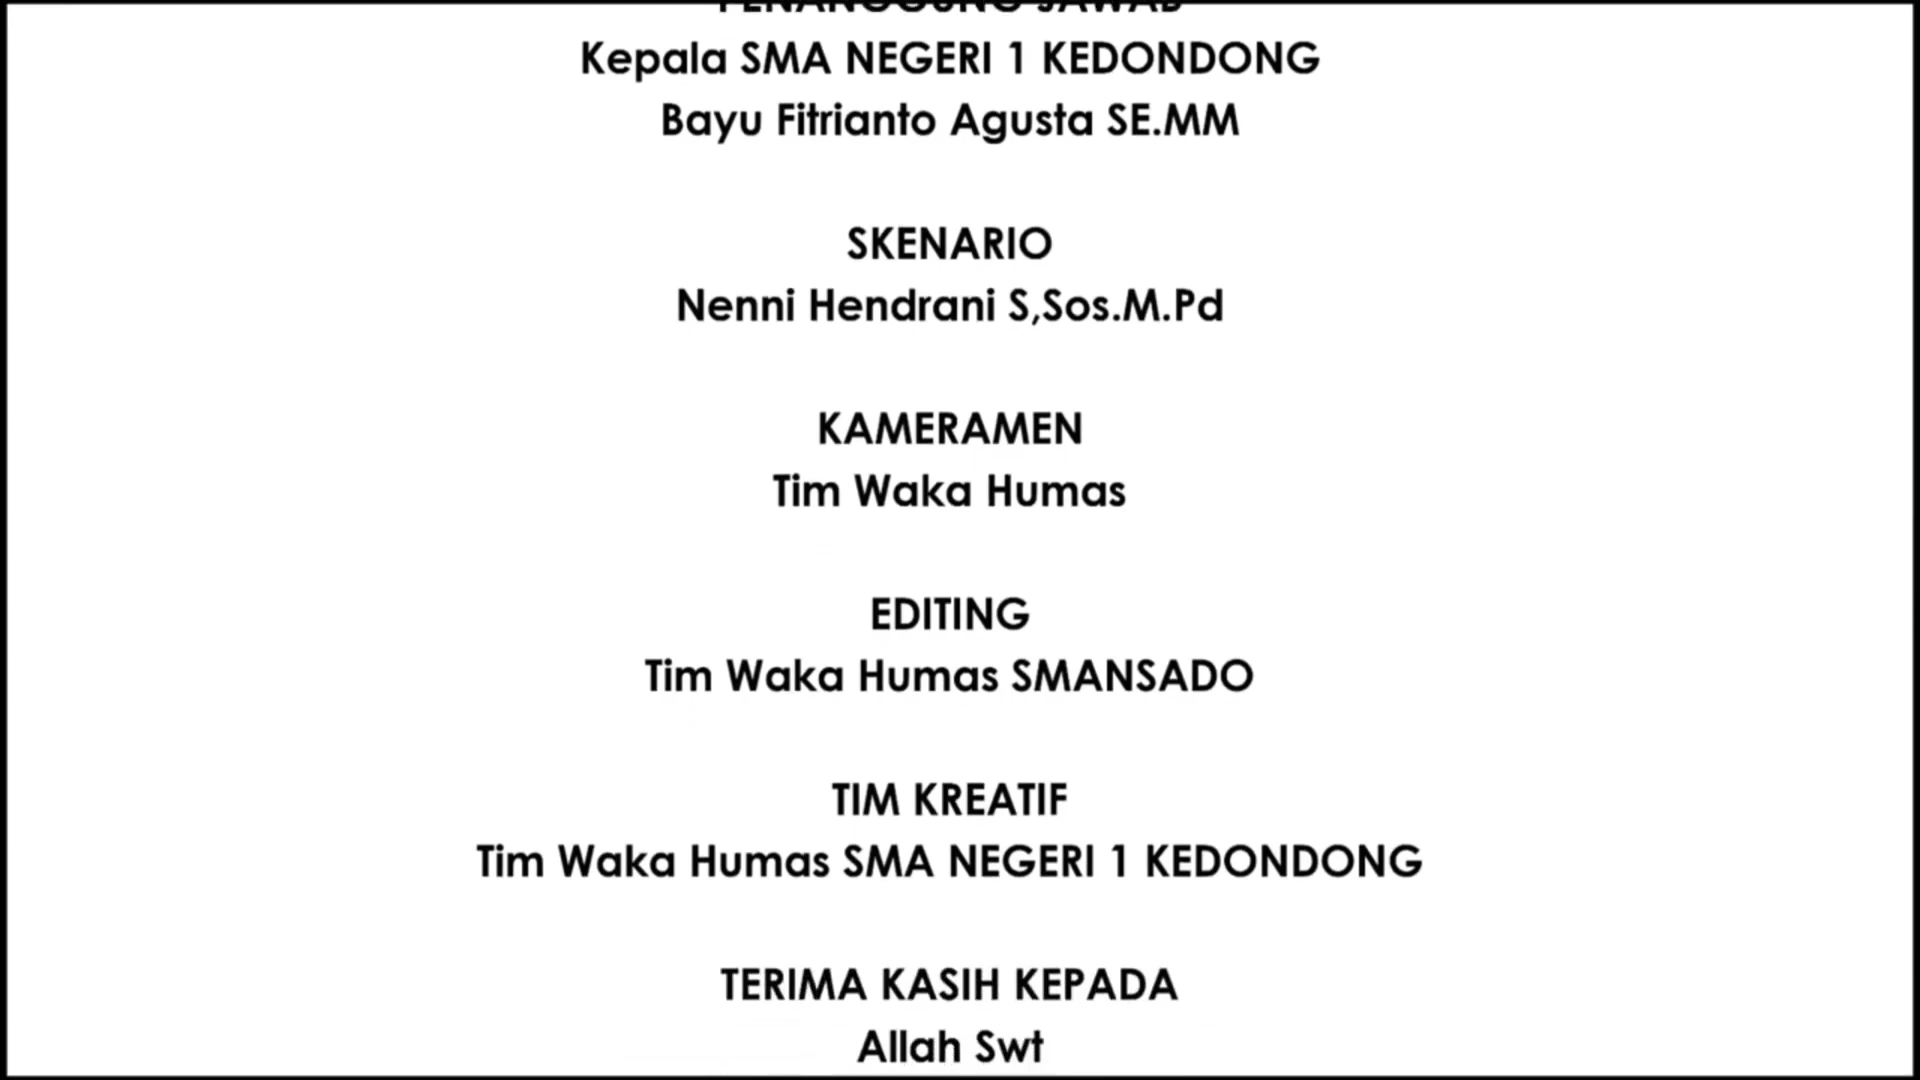 PENANGGUNG JAWAB
Kepala SMA NEGERI 1 KEDONDONG
Bayu Fitrianto Agusta SE.MM
SKENARIO
Nenni Hendrani S,Sos.M.Pd
KAMERAMEN
Tim Waka Humas
EDITING
Tim Waka Humas SMANSADO
TIM KREATIF
Tim Waka Humas SMA NEGERI 1 KEDONDONG
TERIMA KASIH KEPADA
Allah Swt